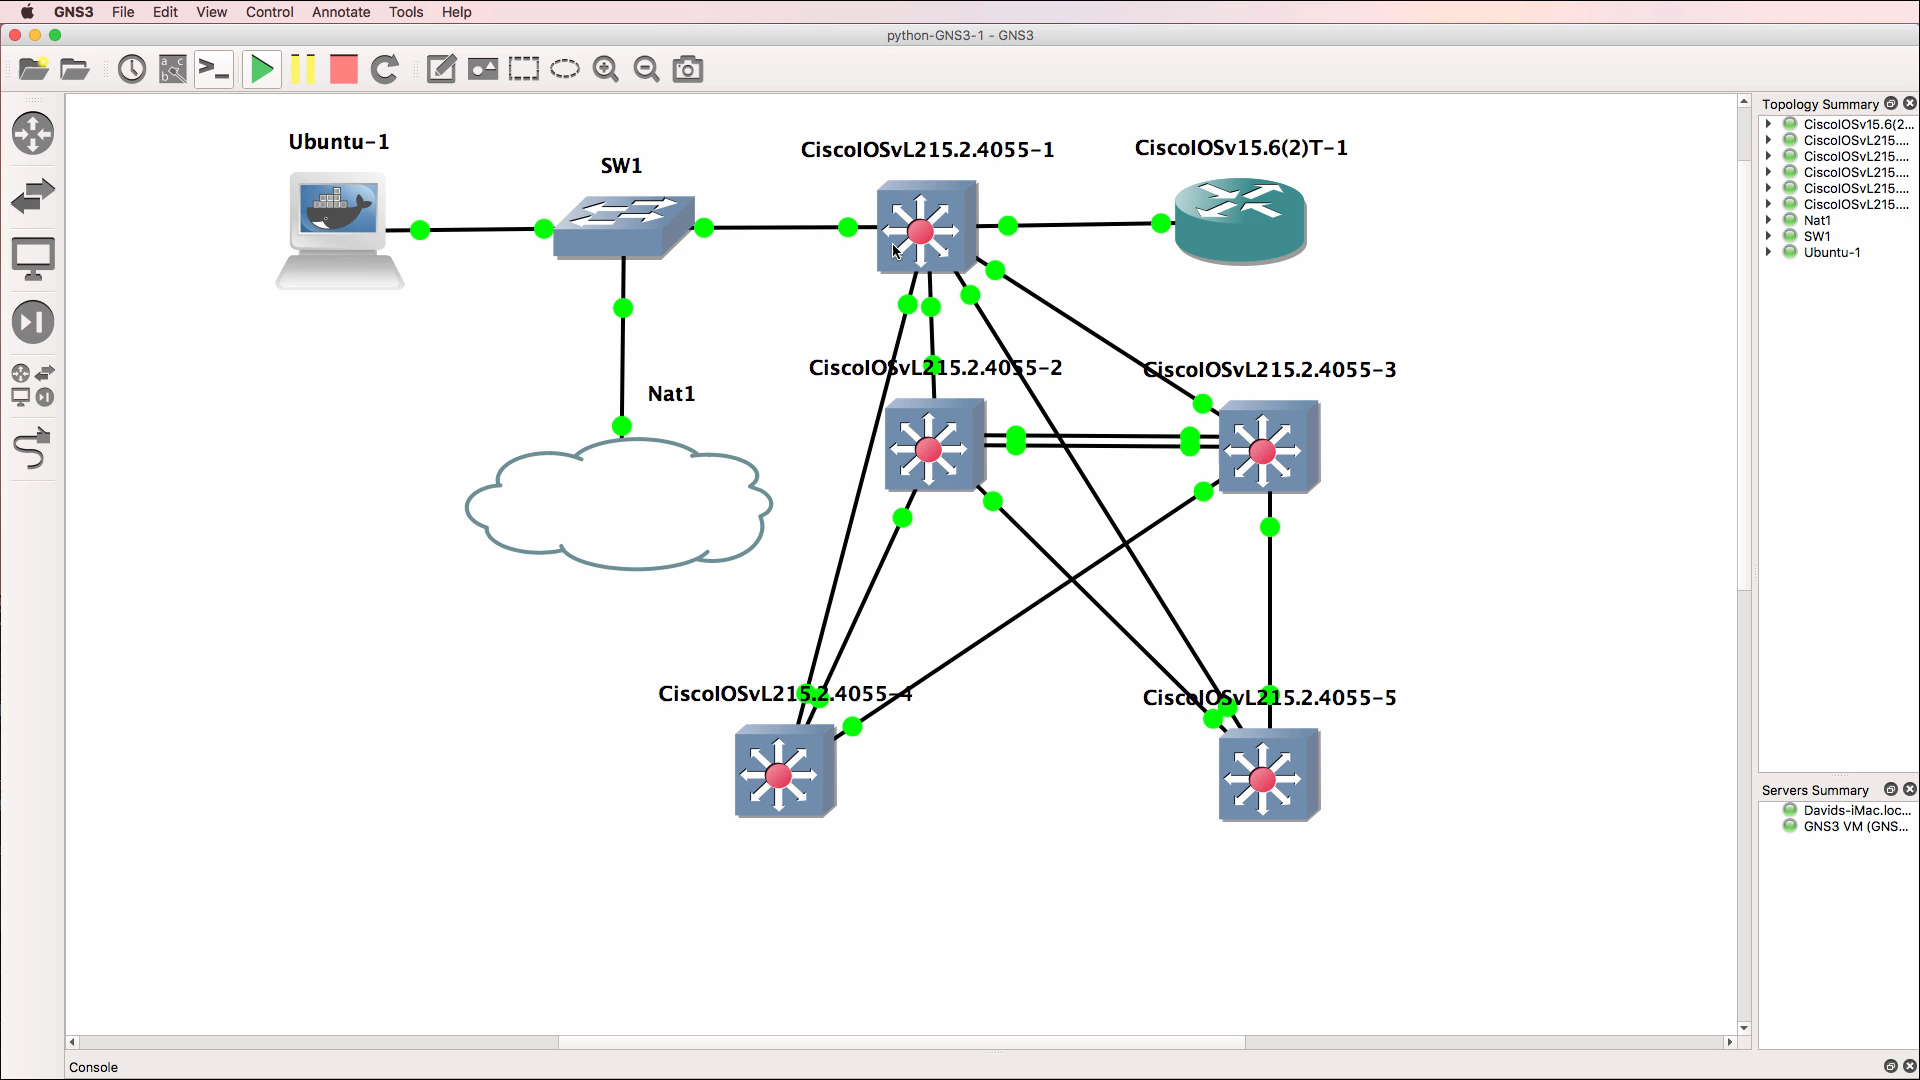 GNS3 File Edit View Control Annotate Tools Help
python-GNS3-1 - GNS3
Ubuntu-1
SW1
CiscoIOSvL215.2.4055-1
CiscoIOSv15.6(2)T-1
CiscoIOSvL215.2.4055-2
CiscoIOSvL215.2.4055-3
Nat1
CiscoIOSvL215.2.4055-4
CiscoIOSvL215.2.4055-5
Topology Summary
CiscoIOSv15.6(2...
CiscoIOSvL215....
CiscoIOSvL215....
CiscoIOSvL215....
CiscoIOSvL215....
CiscoIOSvL215....
Nat1
SW1
Ubuntu-1
Servers Summary
Davids-iMac.loc...
GNS3 VM (GNS...
Console